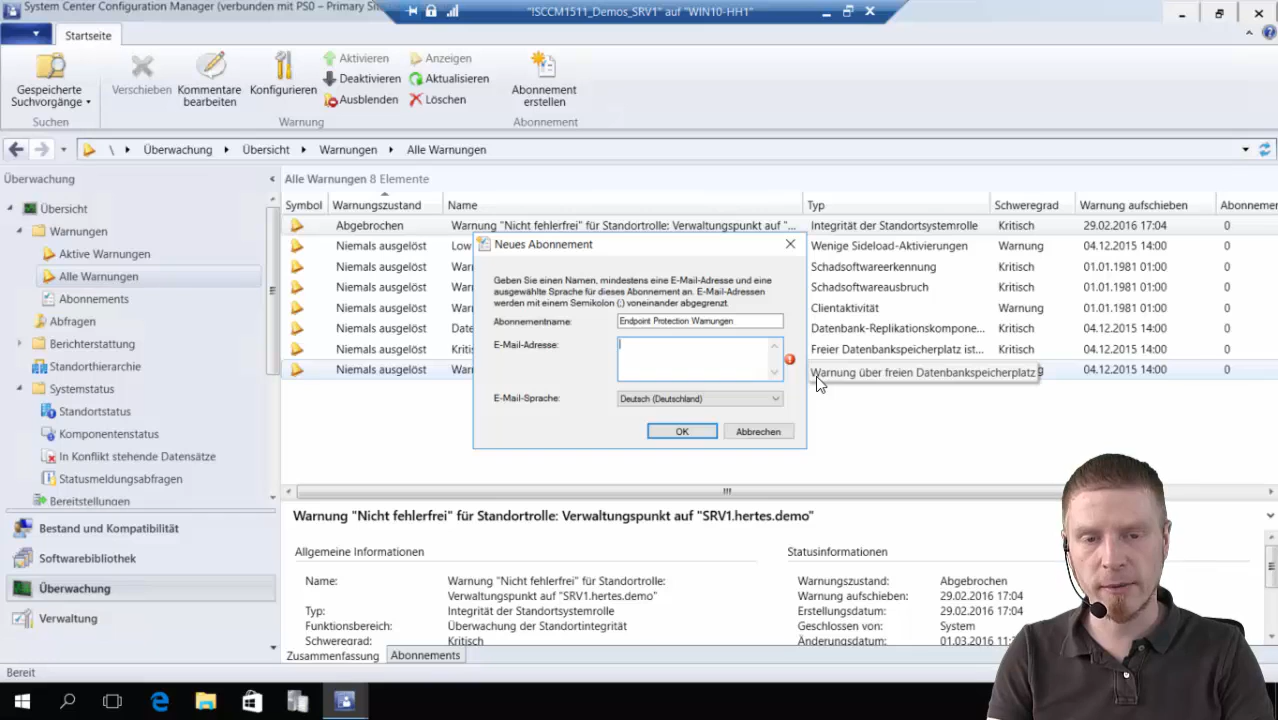 System Center Configuration Manager (verbunden mit PS0 – Primary
"ISCCM1511_Demos_SRV1" auf "WIN10-HH1"
Startseite
Gespeicherte Suchvorgänge
Suchen
Verschieben
Kommentare bearbeiten
Konfigurieren
Aktivieren
Deaktivieren
Ausblenden
Anzeigen
Aktualisieren
Löschen
Warnung
Abonnement erstellen
Abonnement
\ Überwachung Übersicht Warnungen Alle Warnungen
Überwachung
Übersicht
Warnungen
Aktive Warnungen
Alle Warnungen
Abonnements
Abfragen
Berichterstattung
Standorthierarchie
Systemstatus
Standortstatus
Komponentenstatus
In Konflikt stehende Datensätze
Statusmeldungsabfragen
Bereitstellungen
Bestand und Kompatibilität
Softwarebibliothek
Überwachung
Verwaltung
Alle Warnungen 8 Elemente
Symbol Warnungszustand Name Typ Schweregrad Warnung aufschieben
Abgebrochen Warnung "Nicht fehlerfrei" für Standortrolle: Verwaltungspunkt auf "... Integrität der Standortsystemrolle Kritisch 29.02.2016 17:04 0
Niemals ausgelöst Low Wenige Sideload-Aktivierungen Warnung 04.12.2015 14:00 0
Niemals ausgelöst Schadsoftwareerkennung Kritisch 01.01.1981 01:00 0
Niemals ausgelöst Schadsoftwareausbruch Kritisch 01.01.1981 01:00 0
Niemals ausgelöst Clientaktivität Warnung 04.12.2015 14:00 0
Niemals ausgelöst Datenbank-Replikationskompone... Kritisch 04.12.2015 14:00 0
Niemals ausgelöst Freier Datenbankspeicherplatz ist... Kritisch 04.12.2015 14:00 0
Niemals ausgelöst Warnung über freien Datenbankspeicherplatz 04.12.2015 14:00 0
Neues Abonnement
Geben Sie einen Namen, mindestens eine E-Mail-Adresse und eine
ausgewählte Sprache für dieses Abonnement an. E-Mail-Adressen
werden mit einem Semikolon (;) voneinander abgegrenzt.
Abonnementname: Endpoint Protection Warnungen
E-Mail-Adresse:
E-Mail-Sprache: Deutsch (Deutschland)
OK Abbrechen
Warnung "Nicht fehlerfrei" für Standortrolle: Verwaltungspunkt auf "SRV1.hertes.demo"
Allgemeine Informationen
Name: Warnung "Nicht fehlerfrei" für Standortrolle:
Verwaltungspunkt auf "SRV1.hertes.demo"
Typ: Integrität der Standortsystemrolle
Funktionsbereich: Überwachung der Standortintegrität
Schweregrad: Kritisch
Statusinformationen
Warnungszustand: Abgebrochen
Warnung aufschieben: 29.02.2016 17:04
Erstellungsdatum: 29.02.2016 17:04
Geschlossen von: System
Änderungsdatum: 01.03.2016
Zusammenfassung Abonnements
Bereit